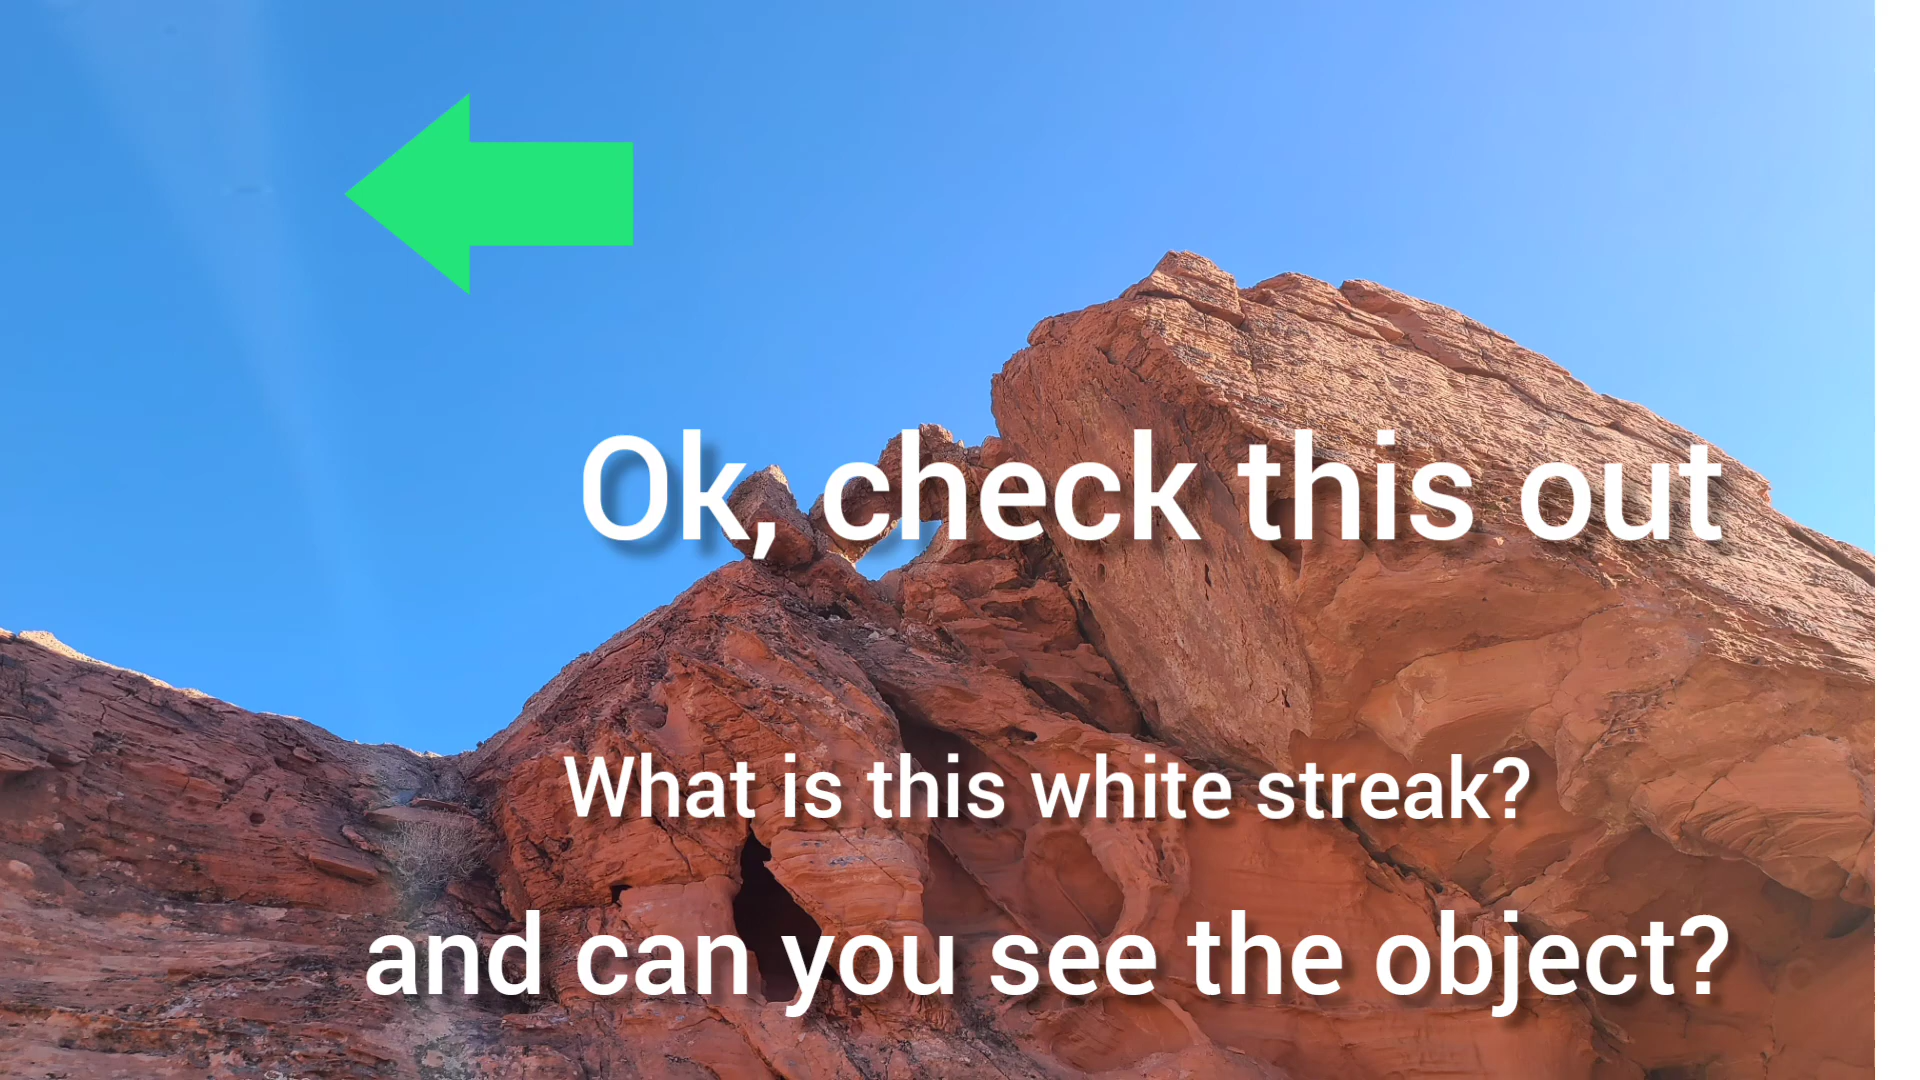 Ok, check this out
What is this white streak?
and can you see the object?